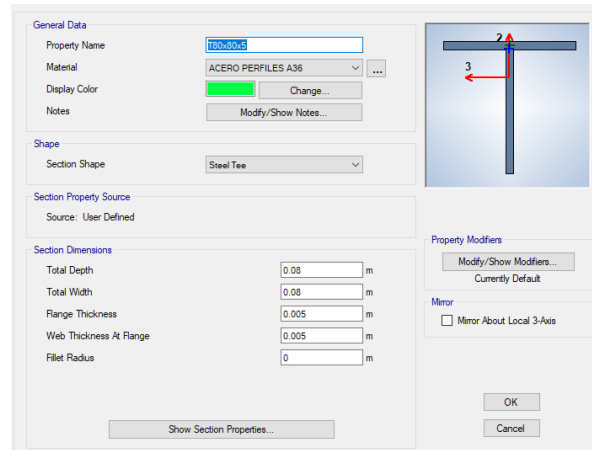 General Data
Property Name T80x80x5
Material ACERO PERFILES A36 ...
Display Color Change...
Notes Modify/Show Notes...
2
3
Shape
Section Shape Steel Tee
Section Property Source
Source: User Defined
Property Modifiers
Modify/Show Modifiers...
Currently Default
Section Dimensions
Total Depth 0.08 m
Total Width 0.08 m
Flange Thickness 0.005 m
Web Thickness At Flange 0.005 m
Fillet Radius 0 m
Mirror
Mirror About Local 3-Axis
Show Section Properties...
OK
Cancel